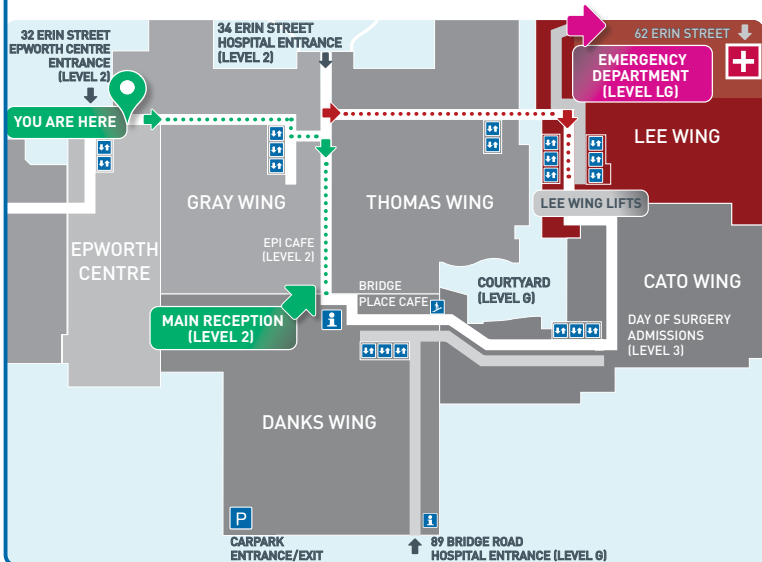 32 ERIN STREET
EPWORTH CENTRE
ENTRANCE
(LEVEL 2)
34 ERIN STREET
HOSPITAL ENTRANCE
(LEVEL 2)
62 ERIN STREET
EMERGENCY
DEPARTMENT
(LEVEL LG)
YOU ARE HERE
LEE WING
GRAY WING
THOMAS WING
LEE WING LIFTS
EPWORTH
CENTRE
EPI CAFE
(LEVEL 2)
BRIDGE
PLACE CAFE
COURTYARD
(LEVEL G)
CATO WING
MAIN RECEPTION
(LEVEL 2)
i
DAY OF SURGERY
ADMISSIONS
(LEVEL 3)
DANKS WING
P
i
CARPARK
ENTRANCE/EXIT
89 BRIDGE ROAD
HOSPITAL ENTRANCE (LEVEL G)